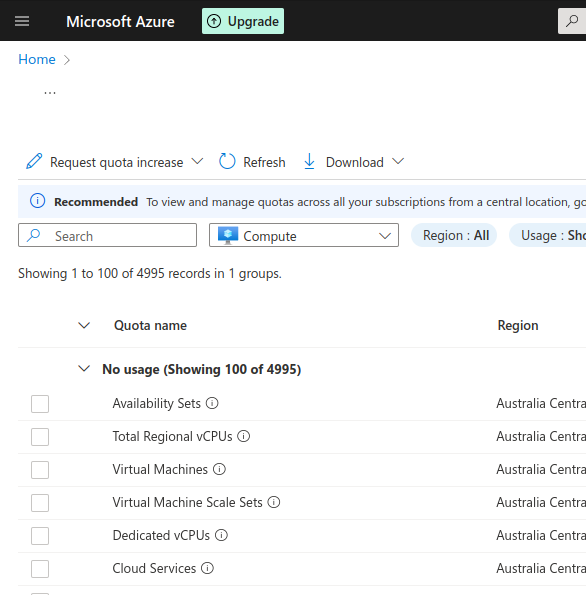 Microsoft Azure Upgrade
Home
...
Request quota increase Refresh Download
Recommended To view and manage quotas across all your subscriptions from a central location, go
Search Compute Region : All Usage : Sho
Showing 1 to 100 of 4995 records in 1 groups.
Quota name Region
No usage (Showing 100 of 4995)
Availability Sets Australia Centra
Total Regional vCPUs Australia Centra
Virtual Machines Australia Centra
Virtual Machine Scale Sets Australia Centra
Dedicated vCPUs Australia Centra
Cloud Services Australia Centra